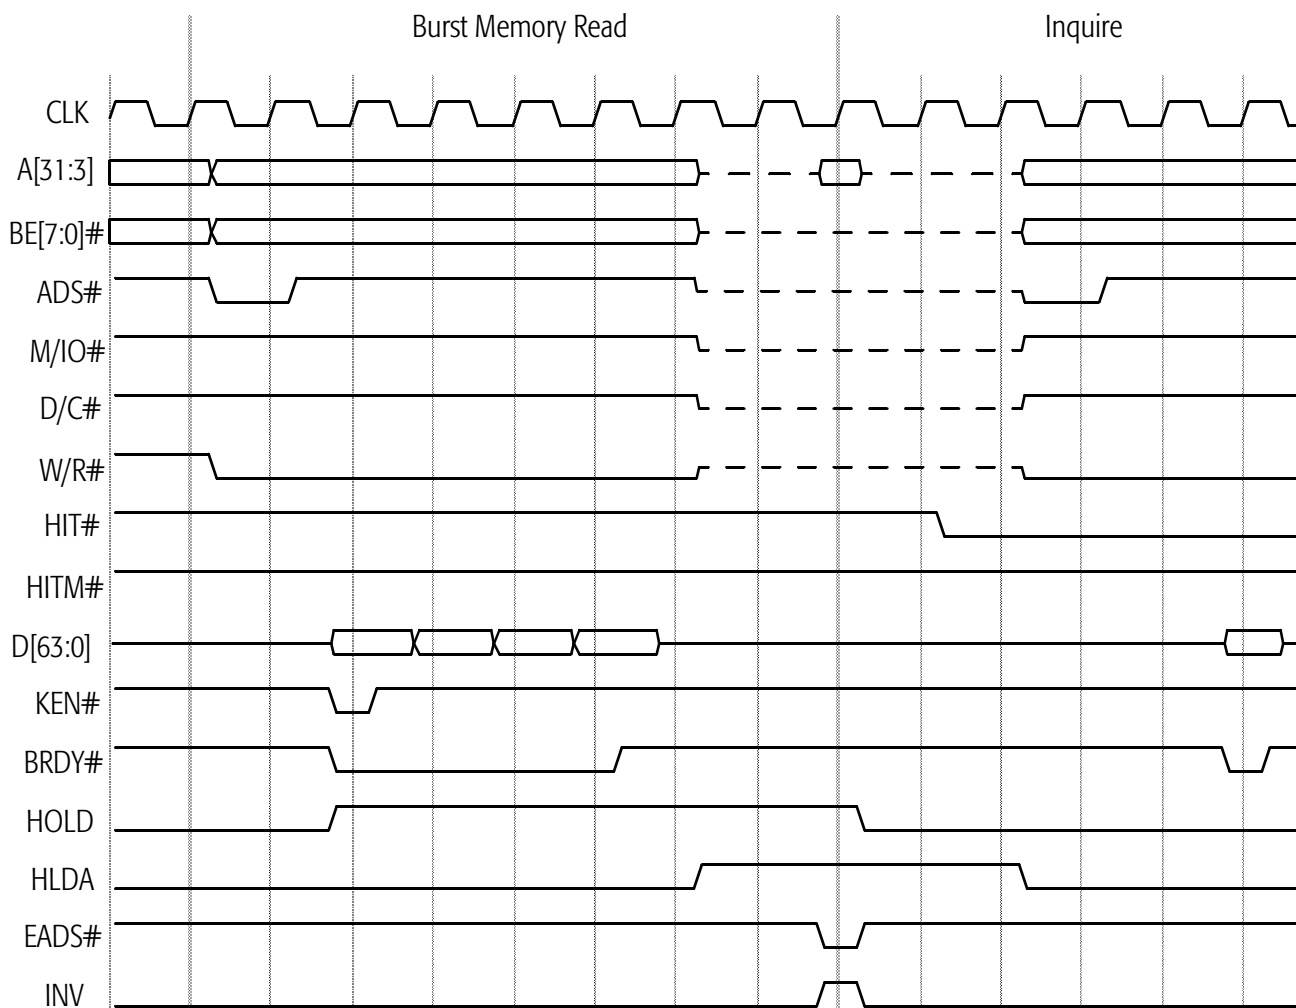 Burst Memory Read
Inquire
CLK
A[31:3]
BE[7:0]#
ADS#
M/IO#
D/C#
W/R#
HIT#
HITM#
D[63:0]
KEN#
BRDY#
HOLD
HLDA
EADS#
INV